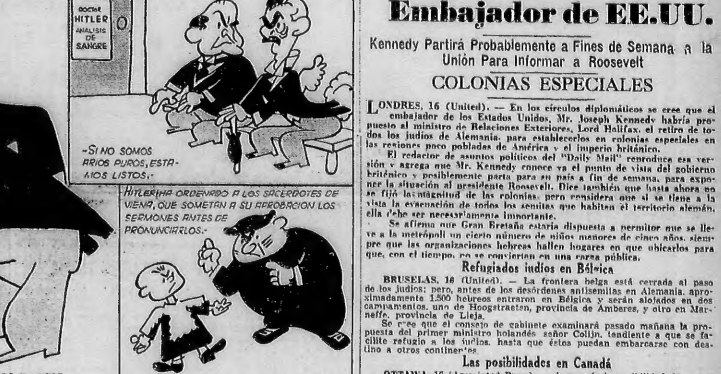 DOCTOR
HITLER
ANALISIS
DE
SANGRE
-SI NO SOMOS
ARIOS PUROS, ESTA-
MOS LISTOS.-
HITLER HA ORDENADO A LOS SACERDOTES DE
VIENA, QUE SOMETAN A SU APROBACION LOS
SERMONES ANTES DE
PRONUNCIARLOS.-
Embajador de EE.UU.
Kennedy Partirá Probablemente a Fines de Semana a la
Unión Para Informar a Roosevelt
COLONIAS ESPECIALES
LONDRES, 16 (United). — En los círculos diplomáticos se cree que el
embajador de los Estados Unidos, Mr. Joseph Kennedy habría pro-
puesto al ministro de Relaciones Exteriores, Lord Halifax, el retiro de to-
dos los judíos de Alemania, para establecerlos en colonias especiales en
las regiones poco pobladas de América y el imperio británico.
El redactor de asuntos políticos del "Daily Mail" reproduce esa ver-
sión y agrega que Mr. Kennedy conoce ya el punto de vista del gobierno
británico y posiblemente parta para su país a fin de semana, para expo-
ner la situación al presidente Roosevelt. Dice también que hasta ahora no
se fijó la magnitud de las colonias, pero considera que si se tiene a la
vista la evacuación de todos los semitas que habitan el territorio alemán,
ella debe ser necesariamente importante.
Se afirma que Gran Bretaña estaría dispuesta a permitir que se lle-
ve a la metrópoli un cierto número de niños menores de cinco años, siem-
pre que las organizaciones hebreas hallen hogares en que ubicarlos para
que, con el tiempo, no se conviertan en una carga pública.
Refugiados indios en Bélgica
BRUSELAS, 16 (United). — La frontera belga está cerrada al paso
de los judíos; pero, antes de los desórdenes antisemitas en Alemania, apro-
ximadamente 1.500 hebreos entraron en Bélgica y serán alojados en dos
campamentos, uno de Hoogstraeten, provincia de Amberes, y otro en Mar-
neffe, provincia de Lieja.
Se cree que el consejo de gabinete examinará pasado mañana la pro-
puesta del primer ministro holandés señor Colijn, tendiente a que se fa-
cilite refugio a los judíos, hasta que éstos puedan embarcarse con des-
tino a otros continentes.
Las posibilidades en Canadá